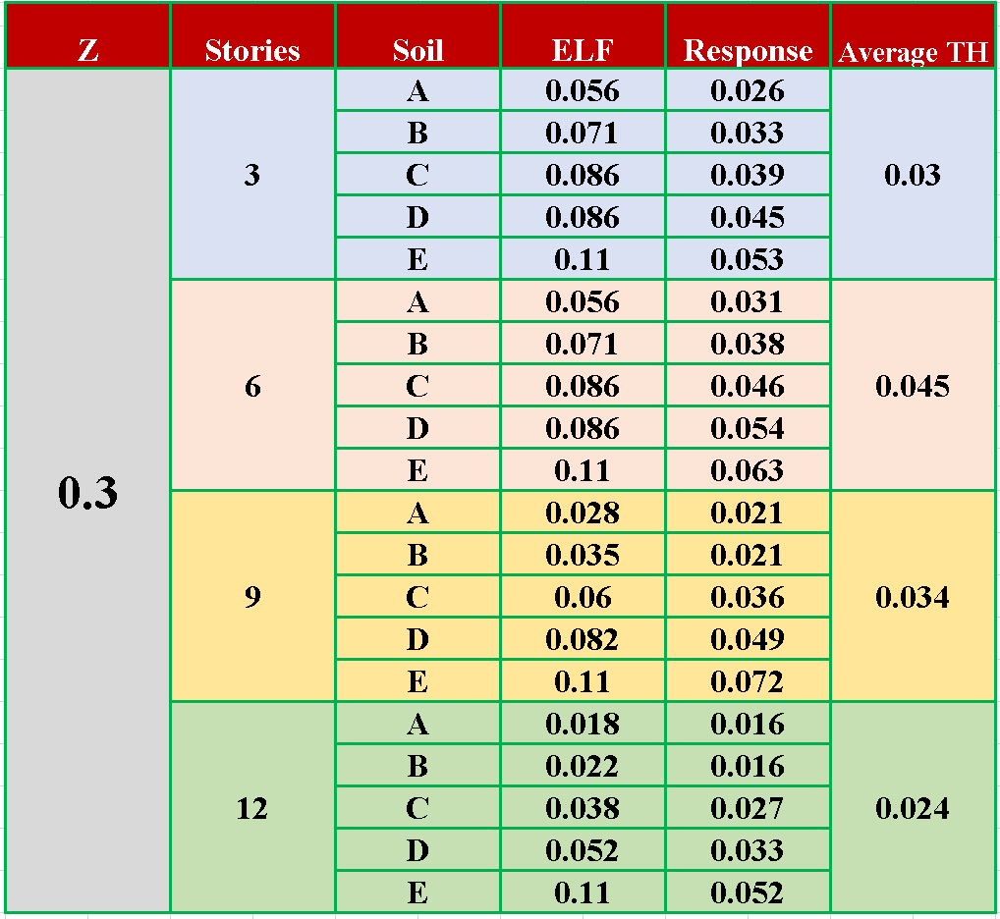 Z Stories Soil ELF Response Average TH
A 0.056 0.026
B 0.071 0.033
3 C 0.086 0.039 0.03
D 0.086 0.045
E 0.11 0.053
A 0.056 0.031
B 0.071 0.038
6 C 0.086 0.046 0.045
D 0.086 0.054
E 0.11 0.063
0.3
A 0.028 0.021
B 0.035 0.021
9 C 0.06 0.036 0.034
D 0.082 0.049
E 0.11 0.072
A 0.018 0.016
B 0.022 0.016
12 C 0.038 0.027 0.024
D 0.052 0.033
E 0.11 0.052